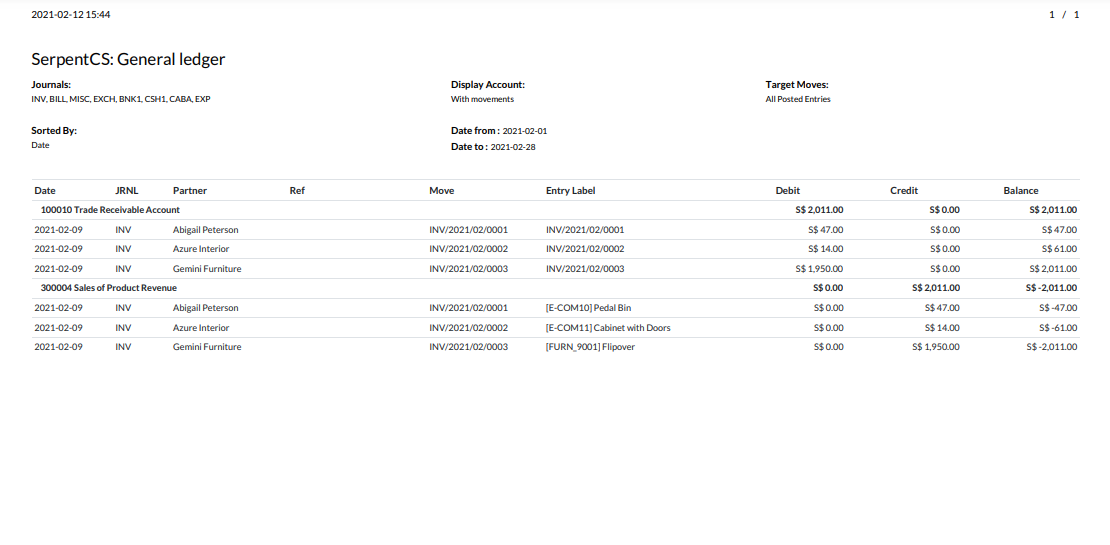 2021-02-12 15:44 1 / 1
SerpentCS: General ledger
Journals: Display Account: Target Moves:
INV, BILL, MISC, EXCH, BNK1, CSH1, CABA, EXP With movements All Posted Entries
Sorted By: Date from : 2021-02-01
Date Date to : 2021-02-28
Date JRNL Partner Ref Move Entry Label Debit Credit Balance
100010 Trade Receivable Account S$ 2,011.00 S$ 0.00 S$ 2,011.00
2021-02-09 INV Abigail Peterson INV/2021/02/0001 INV/2021/02/0001 S$ 47.00 S$ 0.00 S$ 47.00
2021-02-09 INV Azure Interior INV/2021/02/0002 INV/2021/02/0002 S$ 14.00 S$ 0.00 S$ 61.00
2021-02-09 INV Gemini Furniture INV/2021/02/0003 INV/2021/02/0003 S$ 1,950.00 S$ 0.00 S$ 2,011.00
300004 Sales of Product Revenue S$ 0.00 S$ 2,011.00 S$ -2,011.00
2021-02-09 INV Abigail Peterson INV/2021/02/0001 [E-COM10] Pedal Bin S$ 0.00 S$ 47.00 S$ -47.00
2021-02-09 INV Azure Interior INV/2021/02/0002 [E-COM11] Cabinet with Doors S$ 0.00 S$ 14.00 S$ -61.00
2021-02-09 INV Gemini Furniture INV/2021/02/0003 [FURN_9001] Flipover S$ 0.00 S$ 1,950.00 S$ -2,011.00